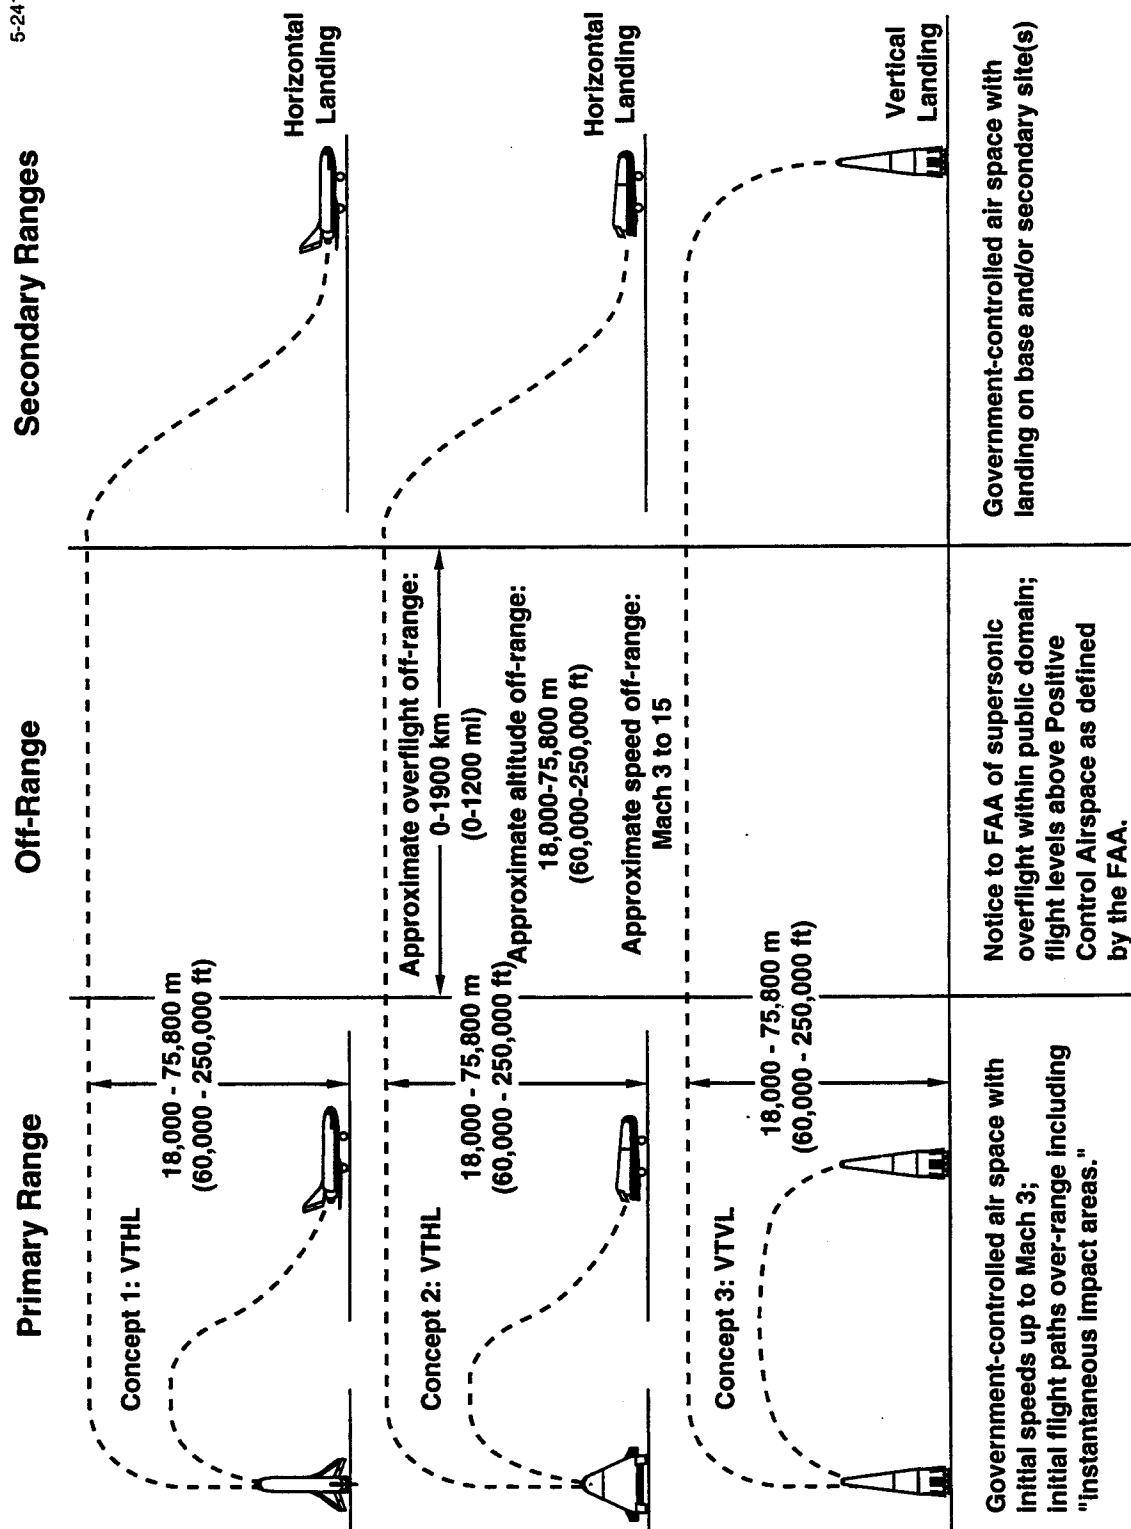 5-241
Primary Range
Off-Range
Secondary Ranges
Concept 1: VTHL
18,000 - 75,800 m
(60,000 - 250,000 ft)
Horizontal
Landing
Approximate overflight off-range:
0-1900 km
(0-1200 mi)
Concept 2: VTHL
18,000 - 75,800 m
(60,000 - 250,000 ft)
Approximate altitude off-range:
18,000-75,800 m
(60,000-250,000 ft)
Horizontal
Landing
Approximate speed off-range:
Mach 3 to 15
Concept 3: VTVL
18,000 - 75,800 m
(60,000 - 250,000 ft)
Vertical
Landing
Government-controlled air space with
initial speeds up to Mach 3;
initial flight paths over-range including
"instantaneous impact areas."
Notice to FAA of supersonic
overflight within public domain;
flight levels above Positive
Control Airspace as defined
by the FAA.
Government-controlled air space with
landing on base and/or secondary site(s)